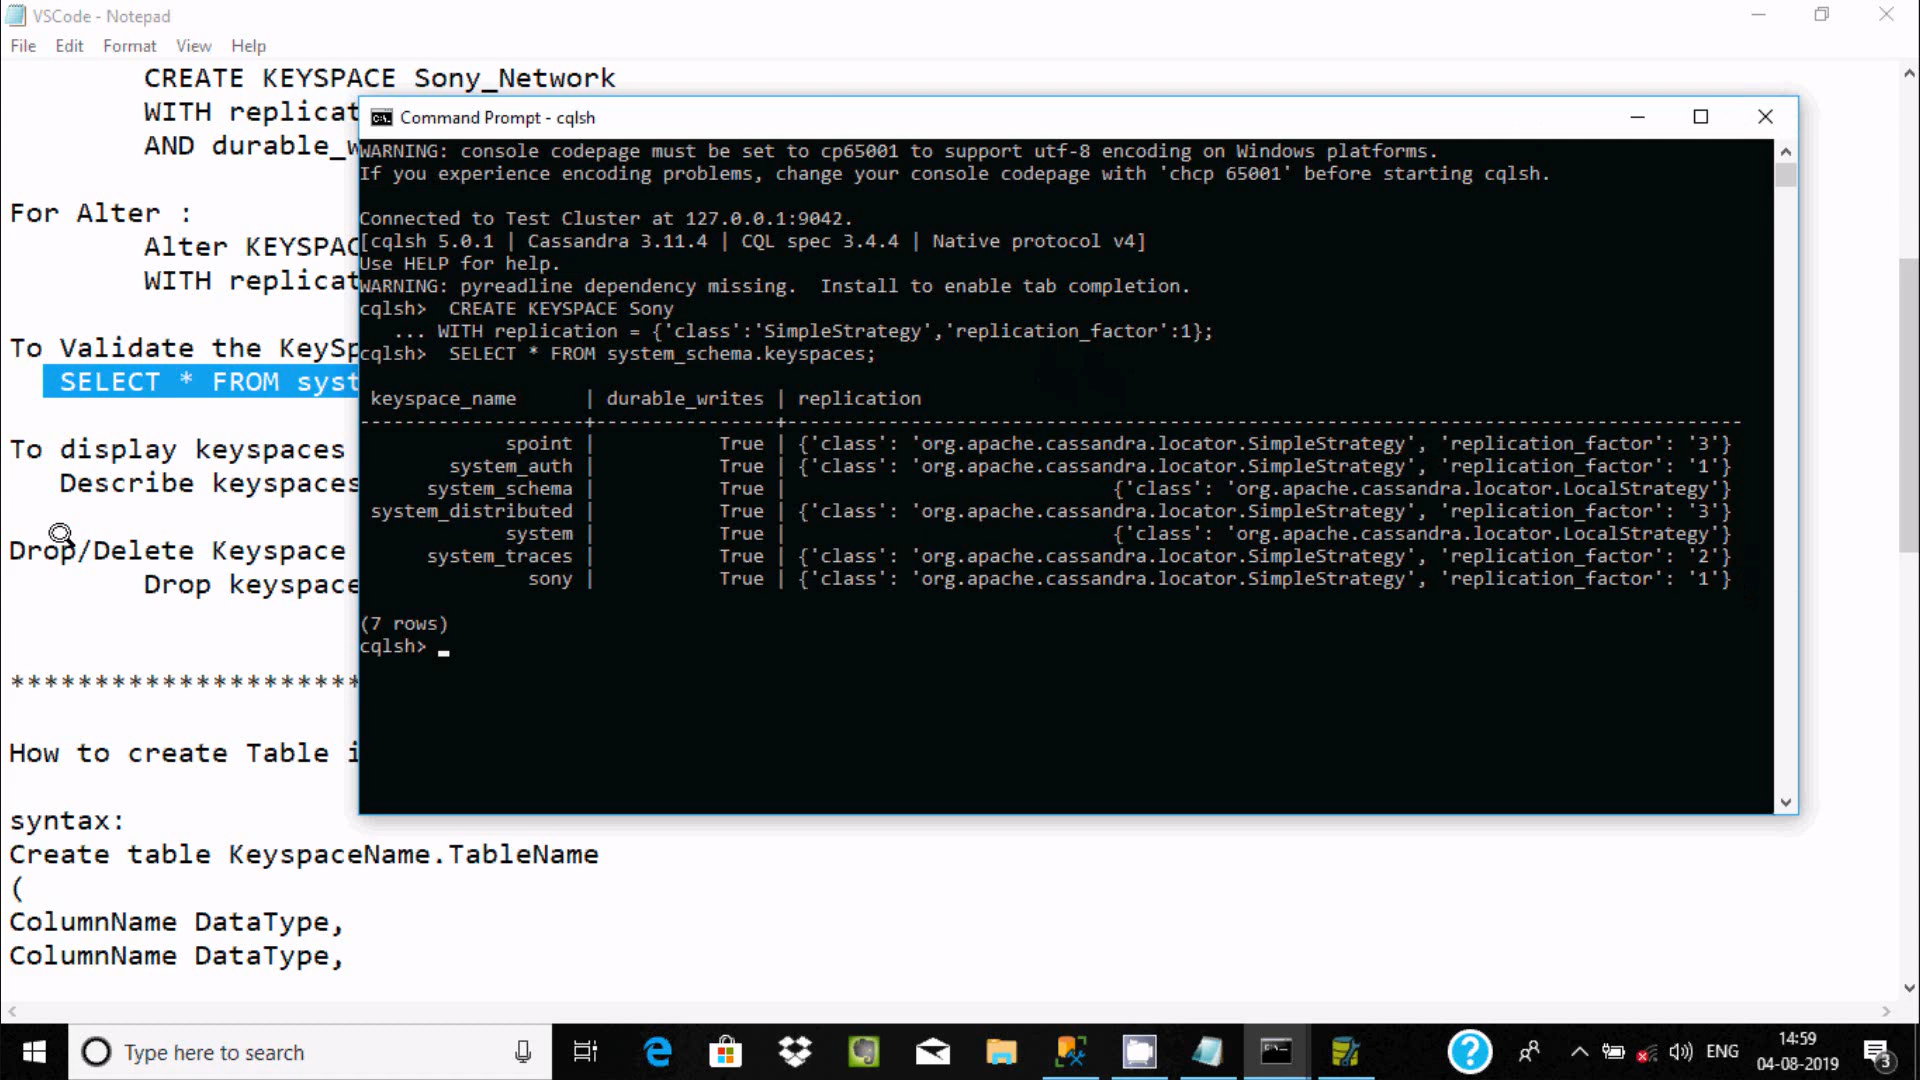 VSCode - Notepad
File Edit Format View Help
CREATE KEYSPACE Sony_Network
WITH replicat
AND durable_w
For Alter :
Alter KEYSPAC
WITH replicat
To Validate the KeySp
SELECT * FROM syst
To display keyspaces
Describe keyspaces
Drop/Delete Keyspace
Drop keyspace
*********************
How to create Table i
syntax:
Create table KeyspaceName.TableName
(
ColumnName DataType,
ColumnName DataType,
Command Prompt - cqlsh
WARNING: console codepage must be set to cp65001 to support utf-8 encoding on Windows platforms.
If you experience encoding problems, change your console codepage with 'chcp 65001' before starting cqlsh.
Connected to Test Cluster at 127.0.0.1:9042.
[cqlsh 5.0.1 | Cassandra 3.11.4 | CQL spec 3.4.4 | Native protocol v4]
Use HELP for help.
WARNING: pyreadline dependency missing.  Install to enable tab completion.
cqlsh>  CREATE KEYSPACE Sony
... WITH replication = {'class':'SimpleStrategy','replication_factor':1};
cqlsh>  SELECT * FROM system_schema.keyspaces;
keyspace_name | durable_writes | replication
--------------------+----------------+-------------------------------------------------------------------------------------
spoint | True | {'class': 'org.apache.cassandra.locator.SimpleStrategy', 'replication_factor': '3'}
system_auth | True | {'class': 'org.apache.cassandra.locator.SimpleStrategy', 'replication_factor': '1'}
system_schema | True | {'class': 'org.apache.cassandra.locator.LocalStrategy'}
system_distributed | True | {'class': 'org.apache.cassandra.locator.SimpleStrategy', 'replication_factor': '3'}
system | True | {'class': 'org.apache.cassandra.locator.LocalStrategy'}
system_traces | True | {'class': 'org.apache.cassandra.locator.SimpleStrategy', 'replication_factor': '2'}
sony | True | {'class': 'org.apache.cassandra.locator.SimpleStrategy', 'replication_factor': '1'}
(7 rows)
cqlsh> _
Type here to search
ENG
14:59
04-08-2019
3